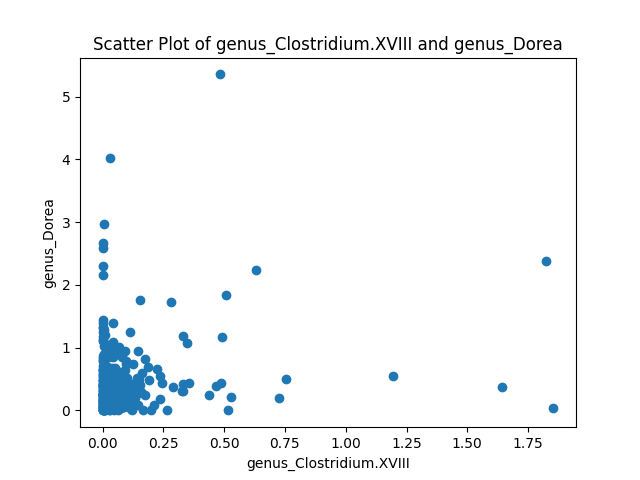 Scatter Plot of genus_Clostridium.XVIII and genus_Dorea
5
4
3
2
1
0
genus_Dorea
0.00 0.25 0.50 0.75 1.00 1.25 1.50 1.75
genus_Clostridium.XVIII